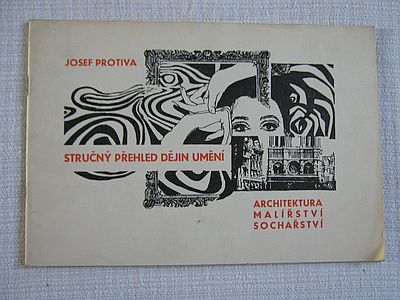 JOSEF PROTIVA
STRUČNÝ PŘEHLED DĚJIN UMĚNÍ
ARCHITEKTURA
MALÍŘSTVÍ
SOCHAŘSTVÍ